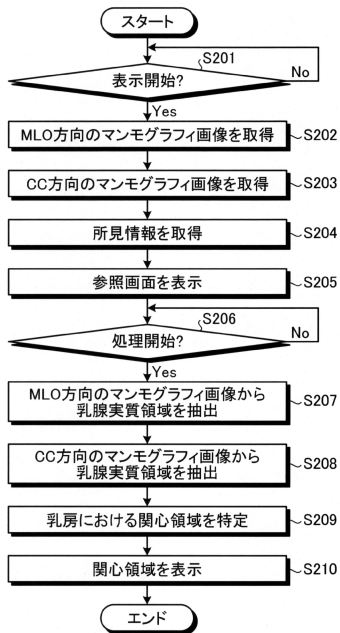 スタート
S201
表示開始?
No
Yes
MLO方向のマンモグラフィ画像を取得
S202
CC方向のマンモグラフィ画像を取得
S203
所見情報を取得
S204
参照画面を表示
S205
S206
処理開始?
No
Yes
MLO方向のマンモグラフィ画像から
乳腺実質領域を抽出
S207
CC方向のマンモグラフィ画像から
乳腺実質領域を抽出
S208
乳房における関心領域を特定
S209
関心領域を表示
S210
エンド